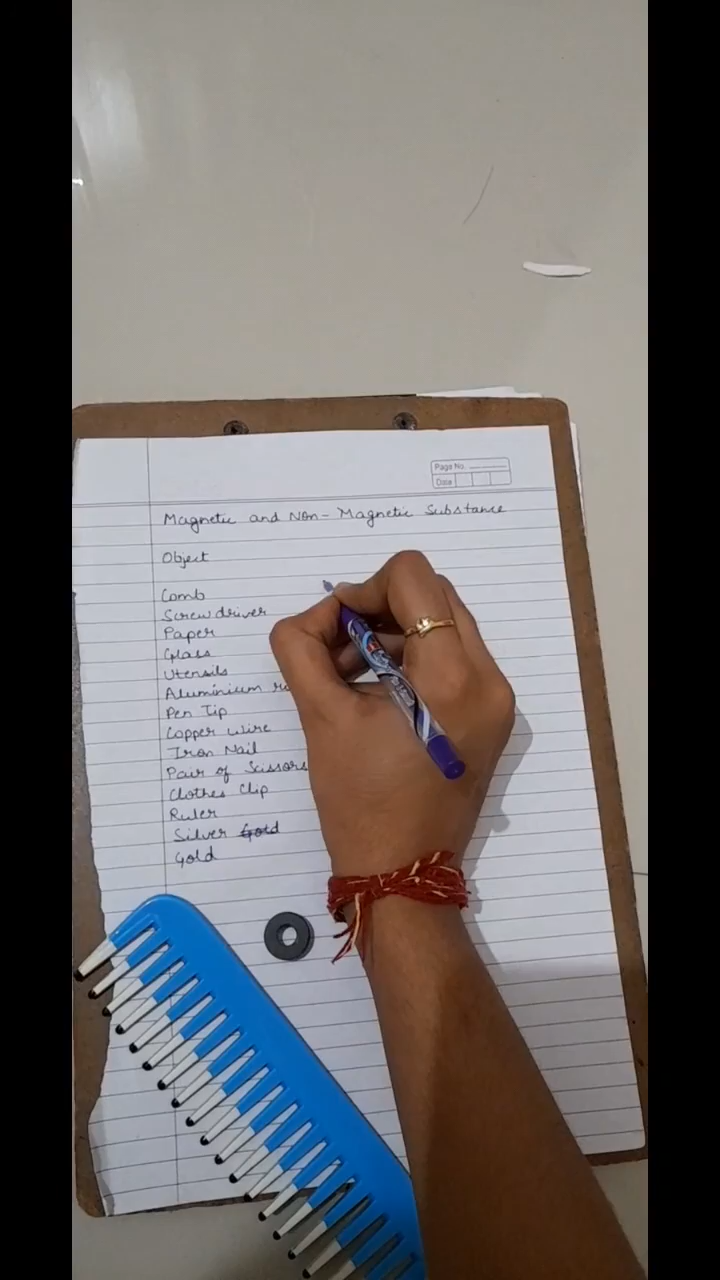 Page No.
Date
Magnetic and Non-Magnetic Substance
Object
Comb
Screwdriver
Paper
Glass
Utensils
Aluminium
Pen Tip
Copper Wire
Iron Nail
Pair of Scissors
Clothes Clip
Ruler
Silver Gold
Gold